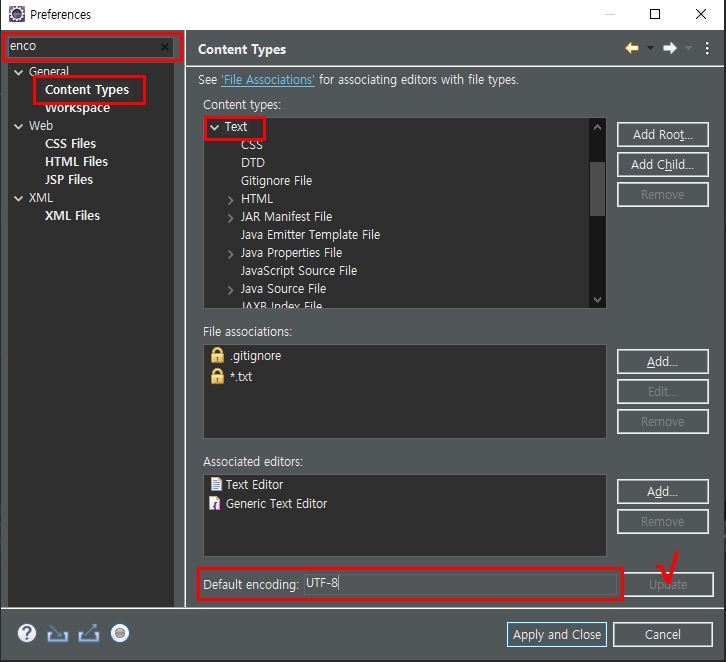 Preferences
enco
General
Content Types
Workspace
Web
CSS Files
HTML Files
JSP Files
XML
XML Files
Content Types
See 'File Associations' for associating editors with file types.
Content types:
Text
CSS
DTD
Gitignore File
HTML
JAR Manifest File
Java Emitter Template File
Java Properties File
JavaScript Source File
Java Source File
JAXB Index File
Add Root...
Add Child...
Remove
File associations:
.gitignore
*.txt
Add...
Edit...
Remove
Associated editors:
Text Editor
Generic Text Editor
Add...
Remove
Default encoding: UTF-8
Update
Apply and Close
Cancel